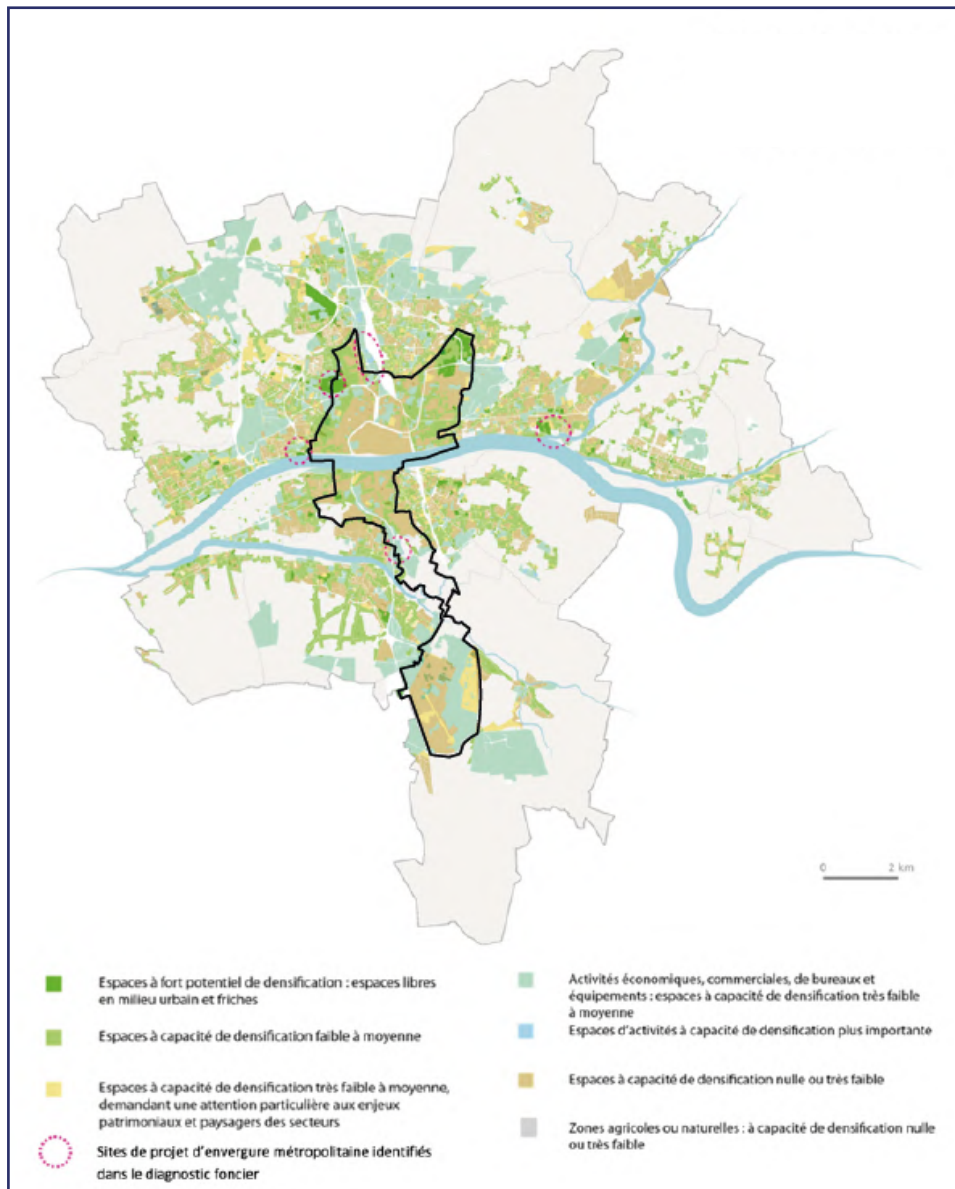 0 2 km
Espaces à fort potentiel de densification : espaces libres
en milieu urbain et friches
Espaces à capacité de densification faible à moyenne
Espaces à capacité de densification très faible à moyenne,
demandant une attention particulière aux enjeux
patrimoniaux et paysagers des secteurs
Sites de projet d'envergure métropolitaine identifiés
dans le diagnostic foncier
Activités économiques, commerciales, de bureaux et
équipements : espaces à capacité de densification très faible
à moyenne
Espaces d'activités à capacité de densification plus importante
Espaces à capacité de densification nulle ou très faible
Zones agricoles ou naturelles : à capacité de densification nulle
ou très faible